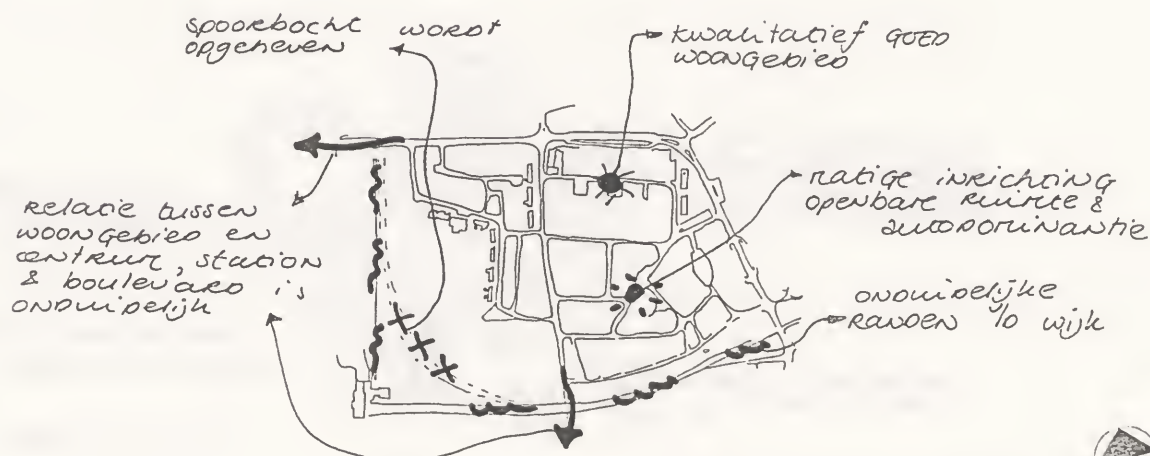 spoorbocht wordt
opgeheven
kwalitatief goed
woongebied
matige inrichting
openbare ruimte &
autodominantie
relatie tussen
woongebied en
centrum, station
& boulevard is
onduidelijk
onduidelijke
randen v/d wijk